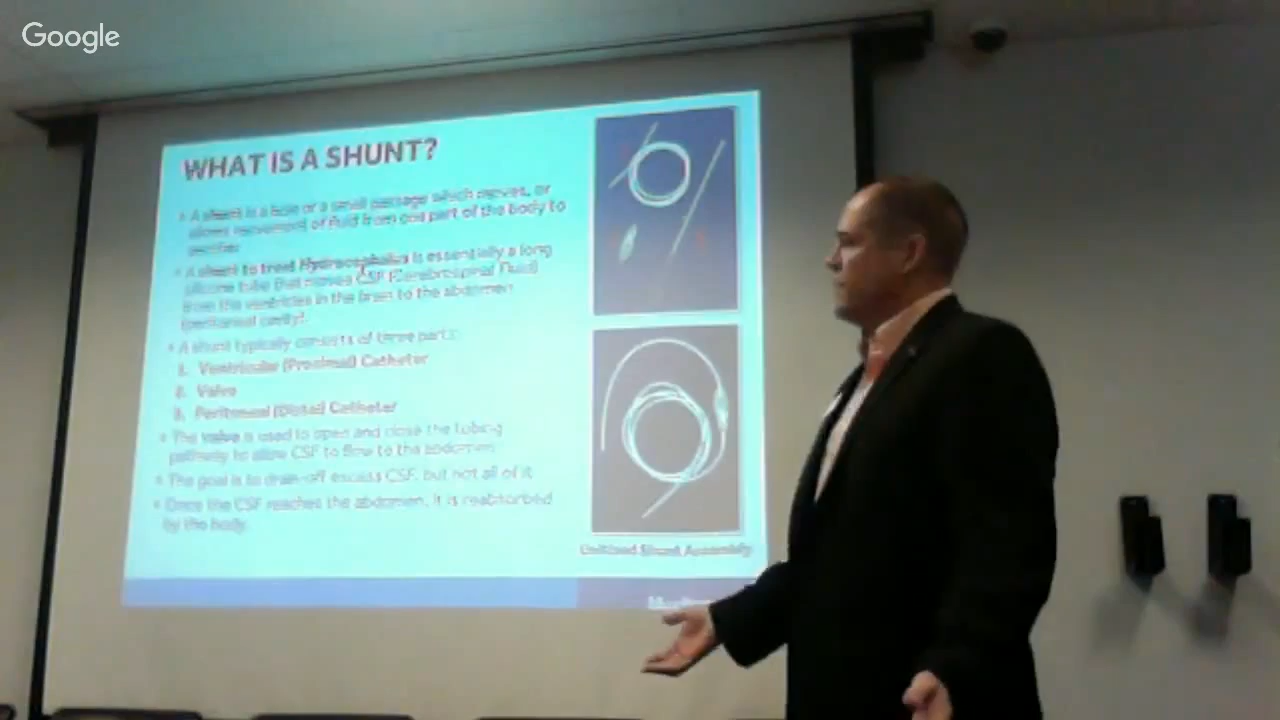 Google
WHAT IS A SHUNT?
A shunt is a hole or a small passage which moves, or
allows movement of fluid from one part of the body to
another.
A shunt to treat Hydrocephalus is essentially a long
silicone tube that moves CSF (Cerebrospinal Fluid)
from the ventricles in the brain to the abdomen
(peritoneal cavity).
A shunt typically consists of three parts:
1. Ventricular (Proximal) Catheter
2. Valve
3. Peritoneal (Distal) Catheter
The valve is used to open and close the tubing
pathway to allow CSF to flow to the abdomen.
The goal is to drain-off excess CSF, but not all of it
Once the CSF reaches the abdomen, it is reabsorbed
by the body.
Unitized Shunt Assembly